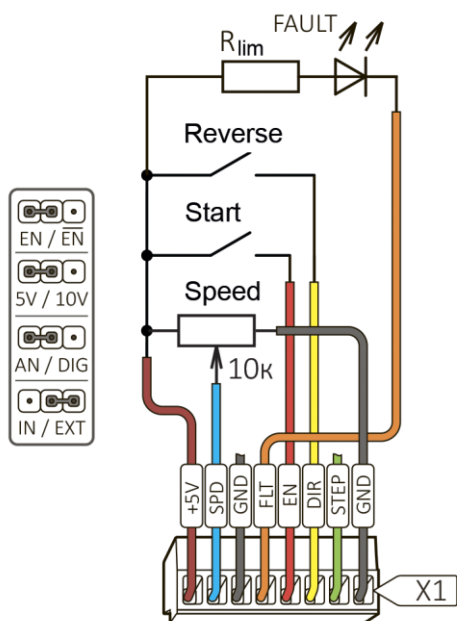 FAULT
Rlim
Reverse
Start
Speed
10к
EN / E̅N̅
5V / 10V
AN / DIG
IN / EXT
+5V
SPD
GND
FLT
EN
DIR
STEP
GND
X1